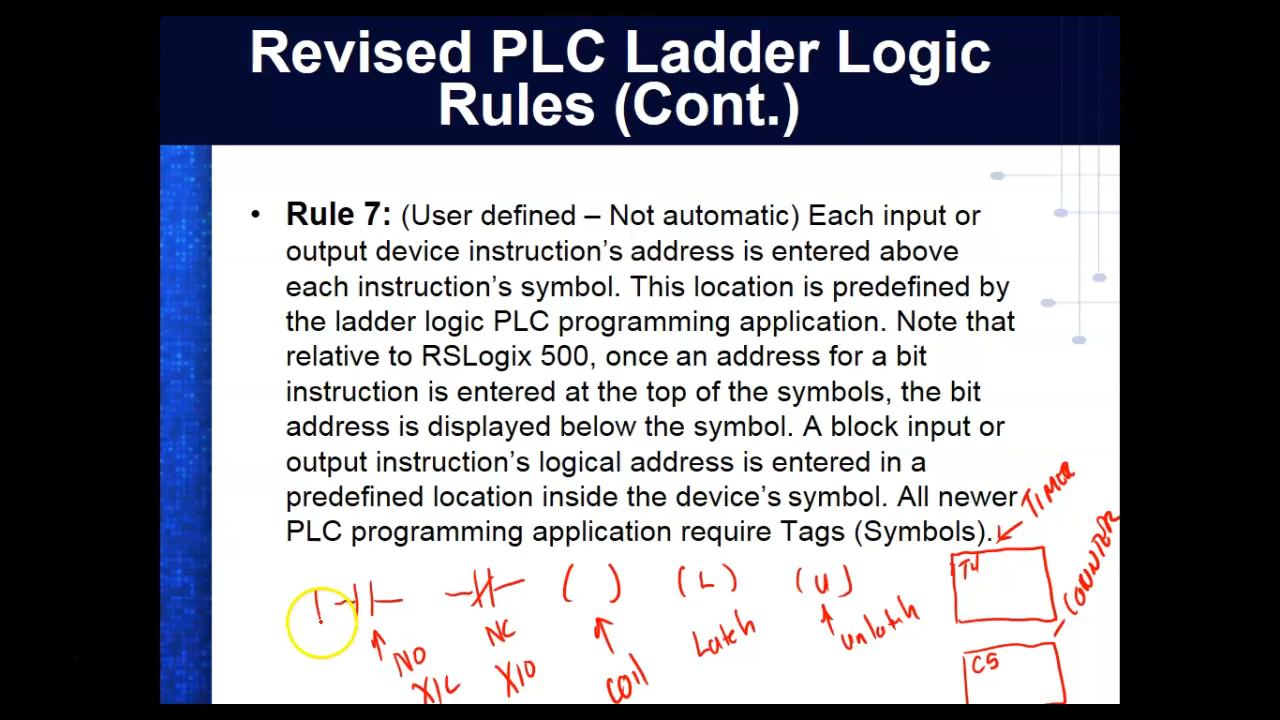 Revised PLC Ladder Logic
Rules (Cont.)
• Rule 7: (User defined – Not automatic) Each input or
output device instruction’s address is entered above
each instruction’s symbol. This location is predefined by
the ladder logic PLC programming application. Note that
relative to RSLogix 500, once an address for a bit
instruction is entered at the top of the symbols, the bit
address is displayed below the symbol. A block input or
output instruction’s logical address is entered in a
predefined location inside the device’s symbol. All newer
PLC programming application require Tags (Symbols).
TIMER
COUNTER
T4
( )
(L)
(U)
NO
NC
Latch
unlatch
XIC
XIO
COIL
C5